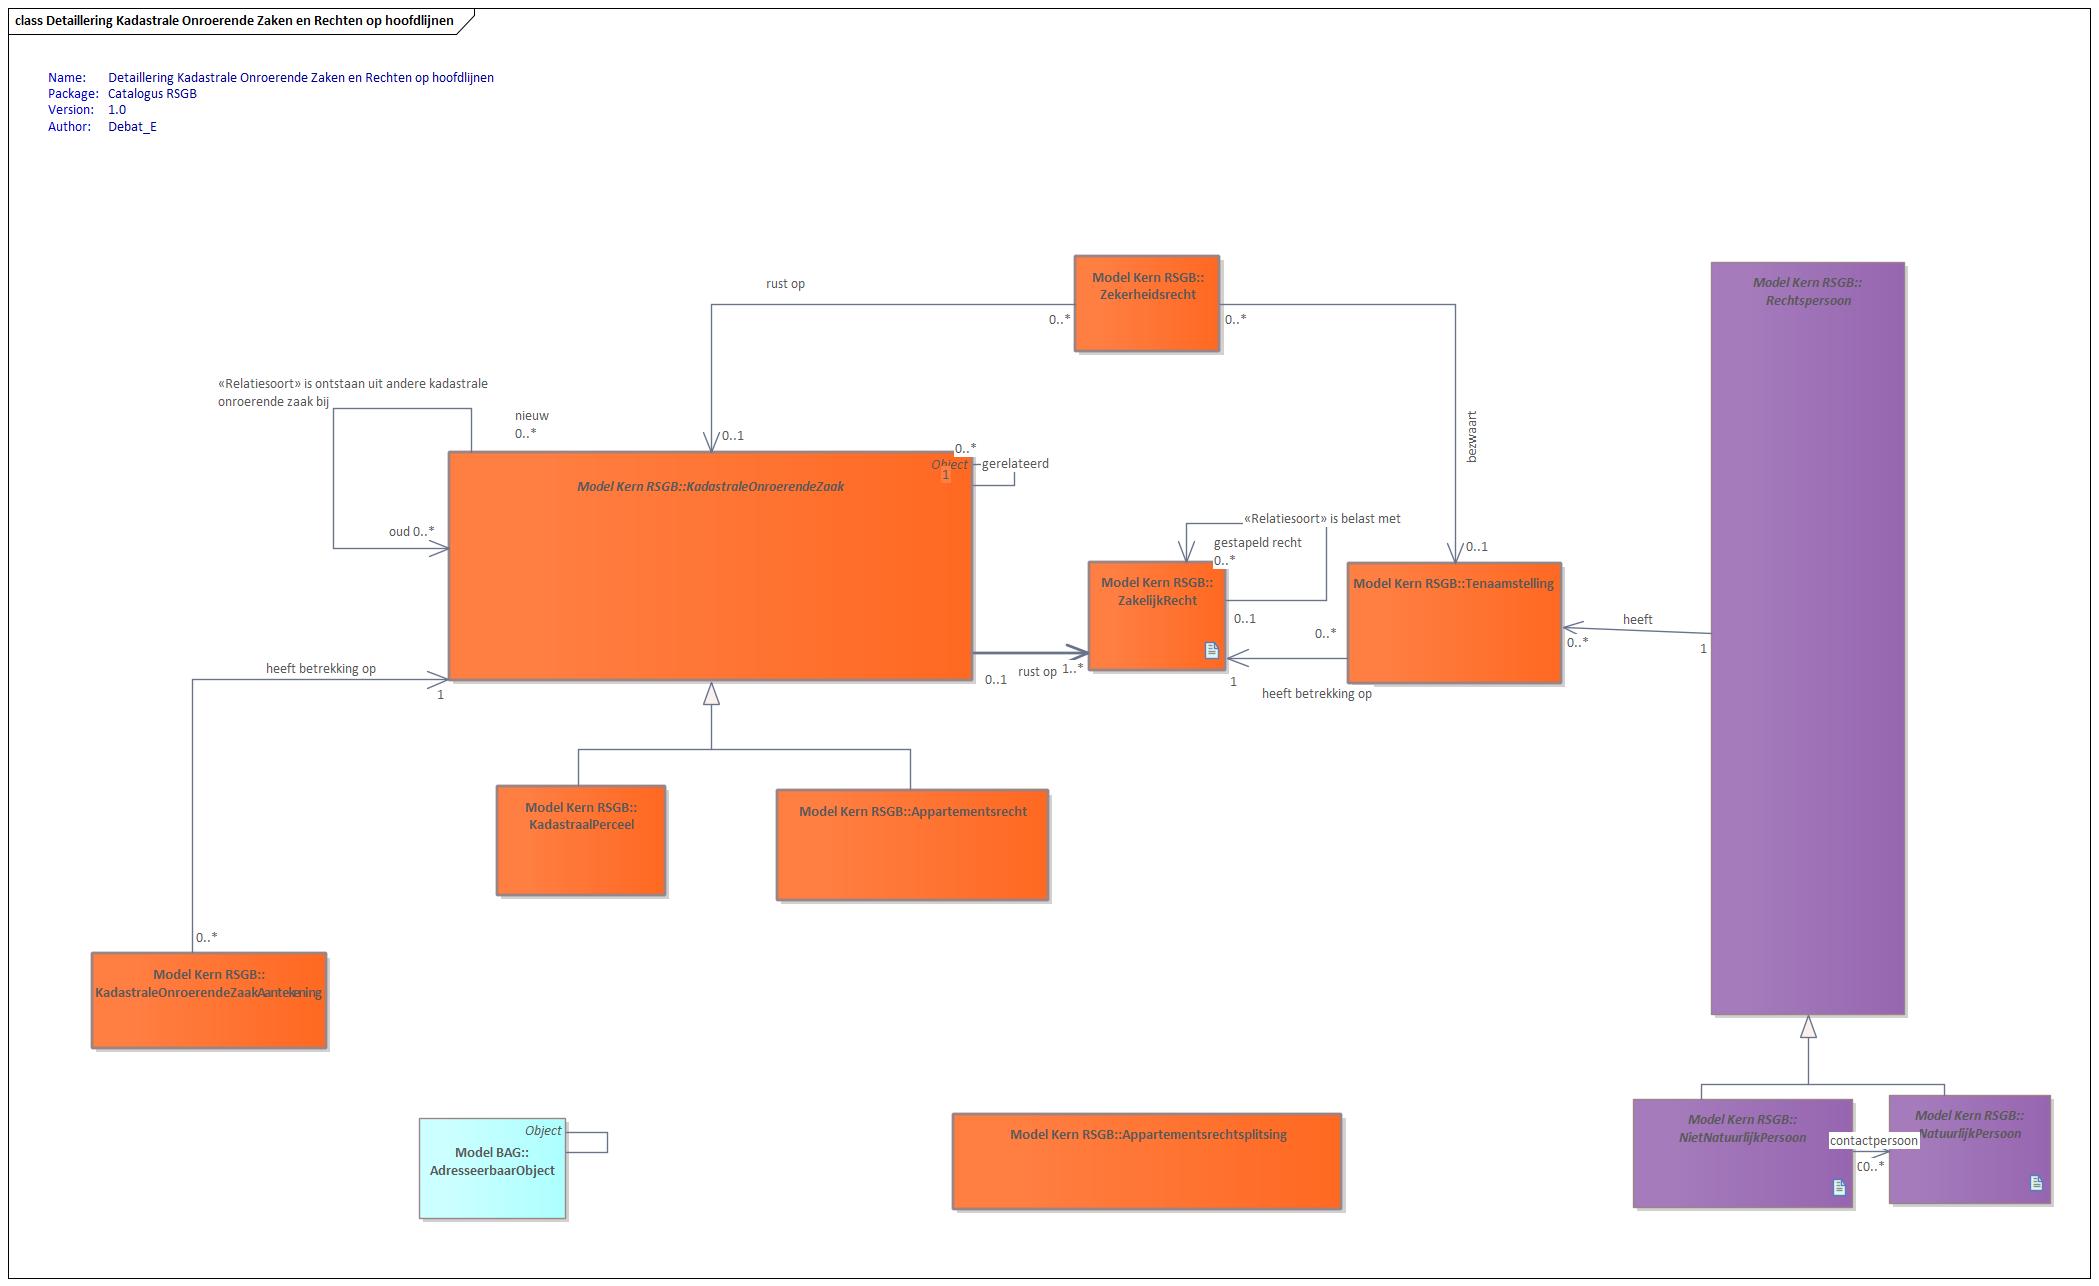 class Detaillering Kadastrale Onroerende Zaken en Rechten op hoofdlijnen
Name: Detaillering Kadastrale Onroerende Zaken en Rechten op hoofdlijnen
Package: Catalogus RSGB
Version: 1.0
Author: Debat_E
Model Kern RSGB::
Zekerheidsrecht
rust op
0..*
0..*
0..1
bezwaart
0..1
Model Kern RSGB::
Rechtspersoon
«Relatiesoort» is ontstaan uit andere kadastrale
onroerende zaak bij
nieuw
0..*
oud 0..*
Object
Model Kern RSGB::KadastraleOnroerendeZaak
0..*
gerelateerd
1
«Relatiesoort» is belast met
gestapeld recht
0..*
Model Kern RSGB::
ZakelijkRecht
0..1
Model Kern RSGB::Tenaamstelling
heeft
0..*
1
0..*
1
heeft betrekking op
0..1
rust op
1..*
heeft betrekking op
1
0..*
Model Kern RSGB::
KadastraalPerceel
Model Kern RSGB::Appartementsrecht
Model Kern RSGB::
KadastraleOnroerendeZaakAantekening
Object
Model BAG::
AdresseerbaarObject
Model Kern RSGB::Appartementsrechtsplitsing
Model Kern RSGB::
NietNatuurlijkPersoon
contactpersoon
0..*
Model Kern RSGB::
NatuurlijkPersoon